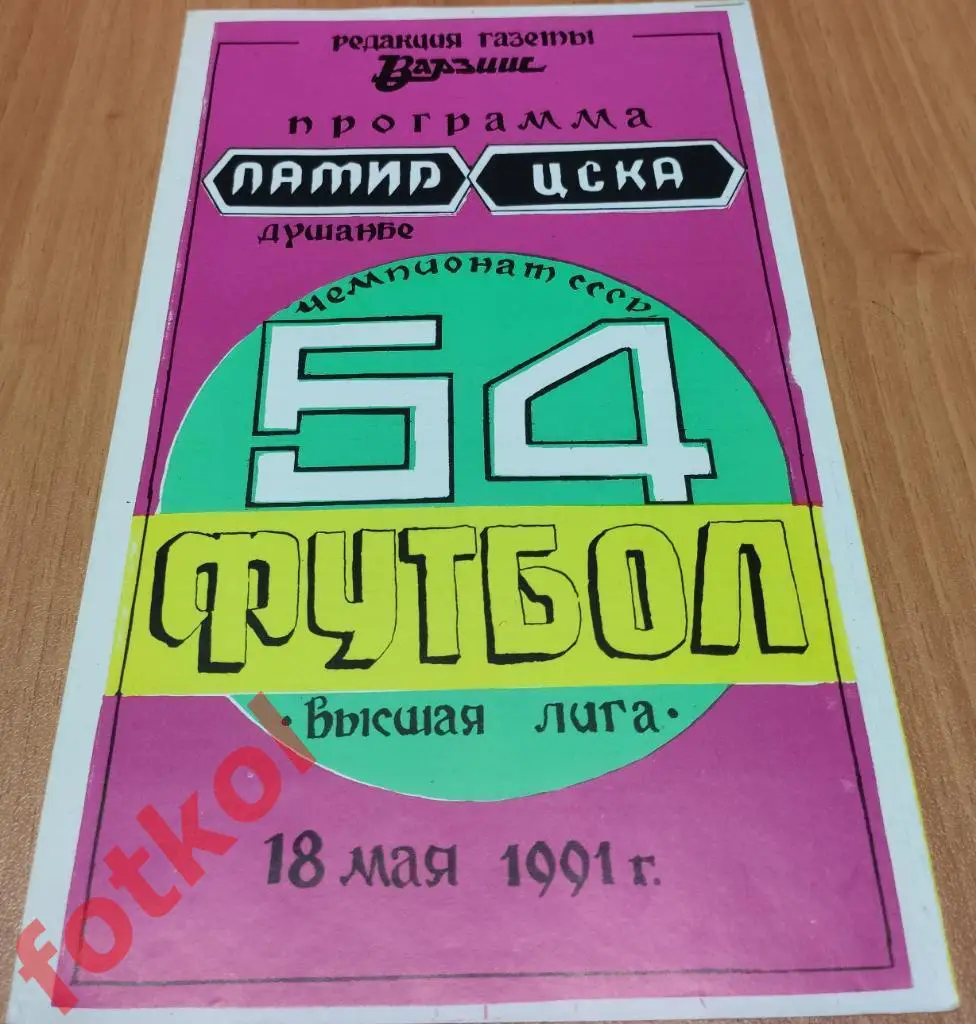 редакция газеты
Варзиш
программа
ПАМИР ЦСКА
душанбе
чемпионат ссср
54
ФУТБОЛ
·высшая лига·
18 мая 1991 г.
fotkol